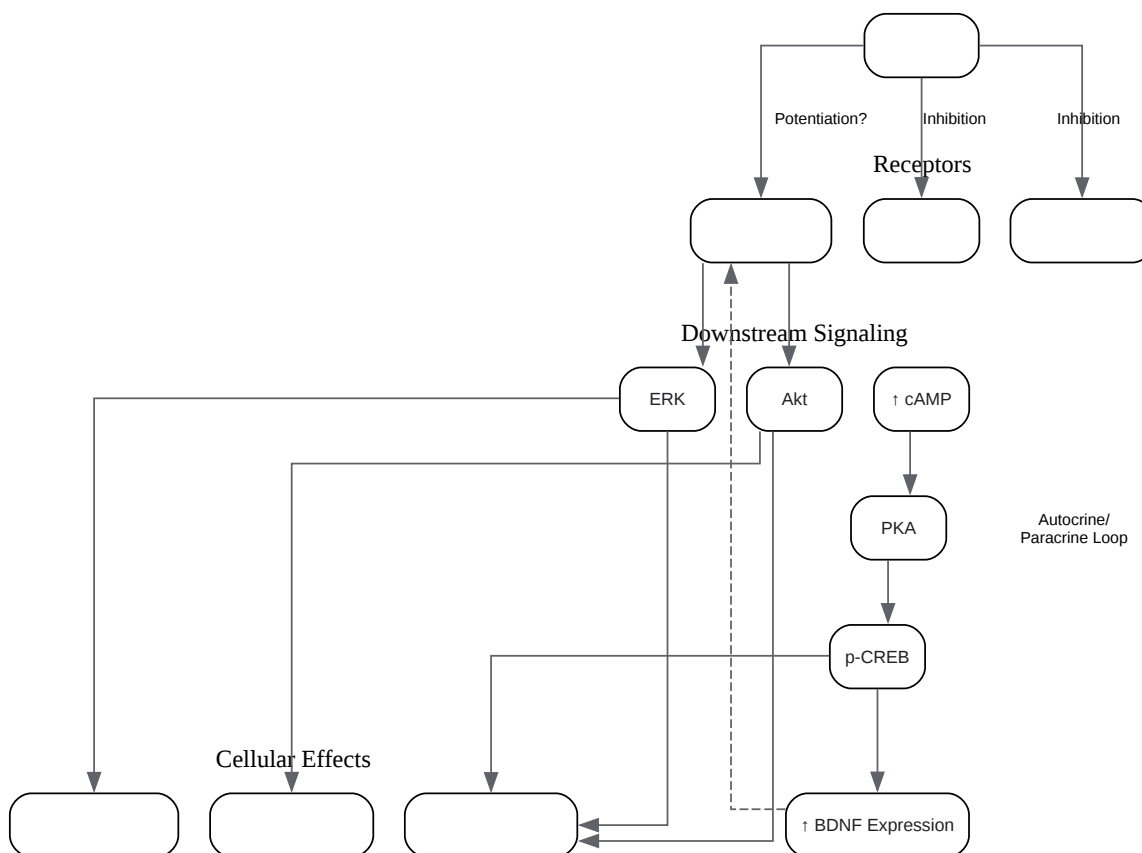 Potentiation?
Inhibition
Inhibition
Receptors
Downstream Signaling
ERK
Akt
↑ cAMP
PKA
Autocrine/
Paracrine Loop
p-CREB
Cellular Effects
↑ BDNF Expression